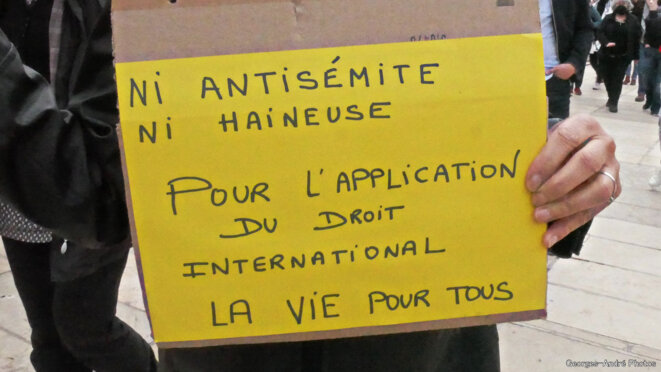 NI ANTISÉMITE
NI HAINEUSE
POUR L'APPLICATION
DU DROIT
INTERNATIONAL
LA VIE POUR TOUS
Georges-André Photos